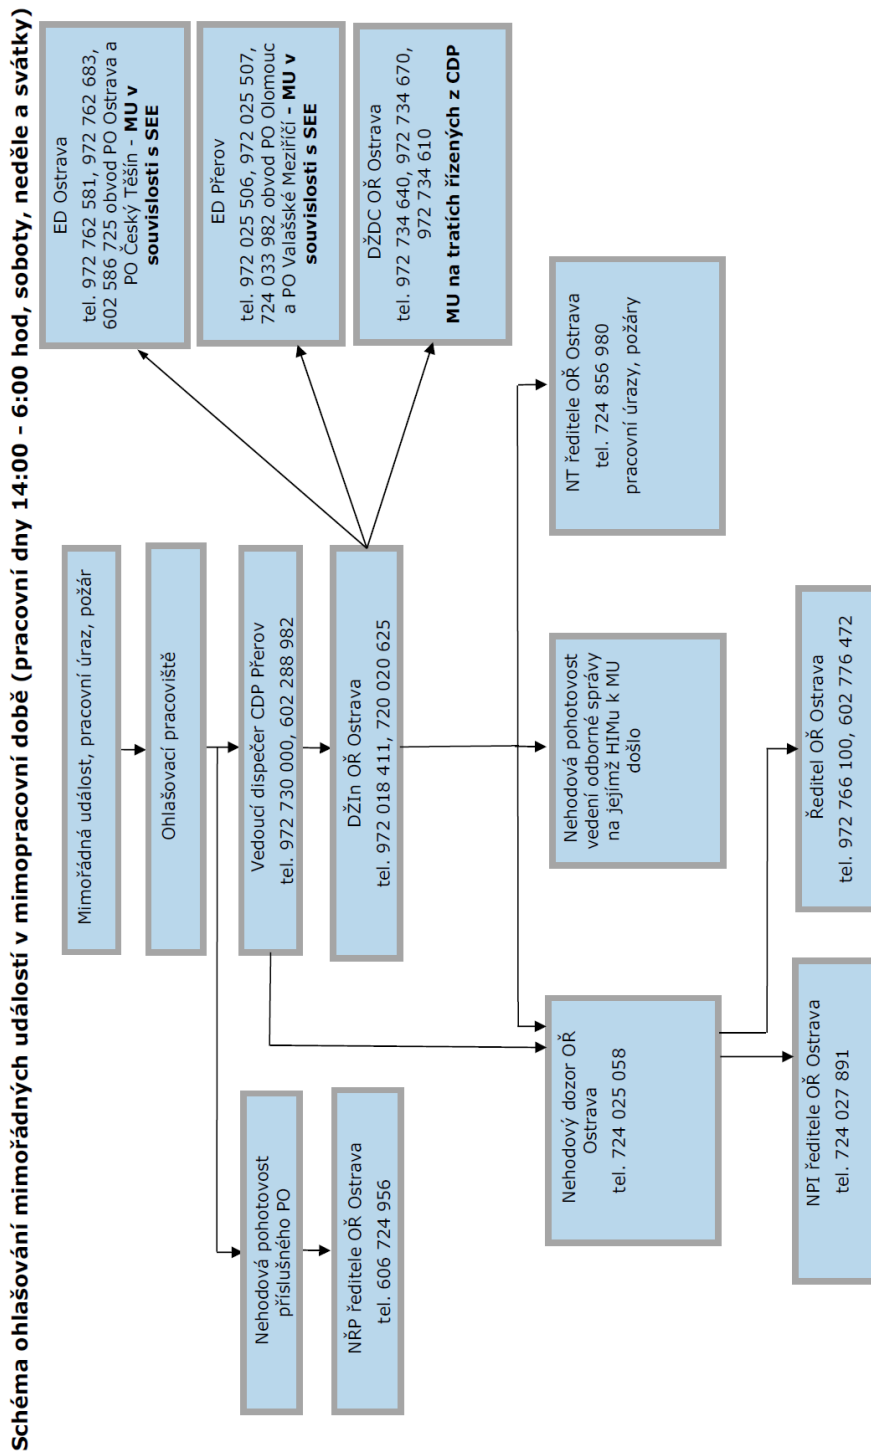 Schéma ohlašování mimořádných událostí v mimopracovní době (pracovní dny 14:00 - 6:00 hod, soboty, neděle a svátky)
Mimořádná událost, pracovní úraz, požár
Ohlašovací pracoviště
Nehodová pohotovost
příslušného PO
Vedoucí dispečer CDP Přerov
tel. 972 730 000, 602 288 982
NŘP ředitele OŘ Ostrava
tel. 606 724 956
DŽIn OŘ Ostrava
tel. 972 018 411, 720 020 625
ED Ostrava
tel. 972 762 581, 972 762 683,
602 586 725 obvod PO Ostrava a
PO Český Těšín - MU v
souvislosti s SEE
ED Přerov
tel. 972 025 506, 972 025 507,
724 033 982 obvod PO Olomouc
a PO Valašské Meziříčí - MU v
souvislosti s SEE
DŽDC OŘ Ostrava
tel. 972 734 640, 972 734 670,
972 734 610
MU na tratích řízených z CDP
Nehodový dozor OŘ
Ostrava
tel. 724 025 058
Nehodová pohotovost
vedení odborné správy
na jejímž HIMu k MU
došlo
NT ředitele OŘ Ostrava
tel. 724 856 980
pracovní úrazy, požáry
NPI ředitele OŘ Ostrava
tel. 724 027 891
Ředitel OŘ Ostrava
tel. 972 766 100, 602 776 472